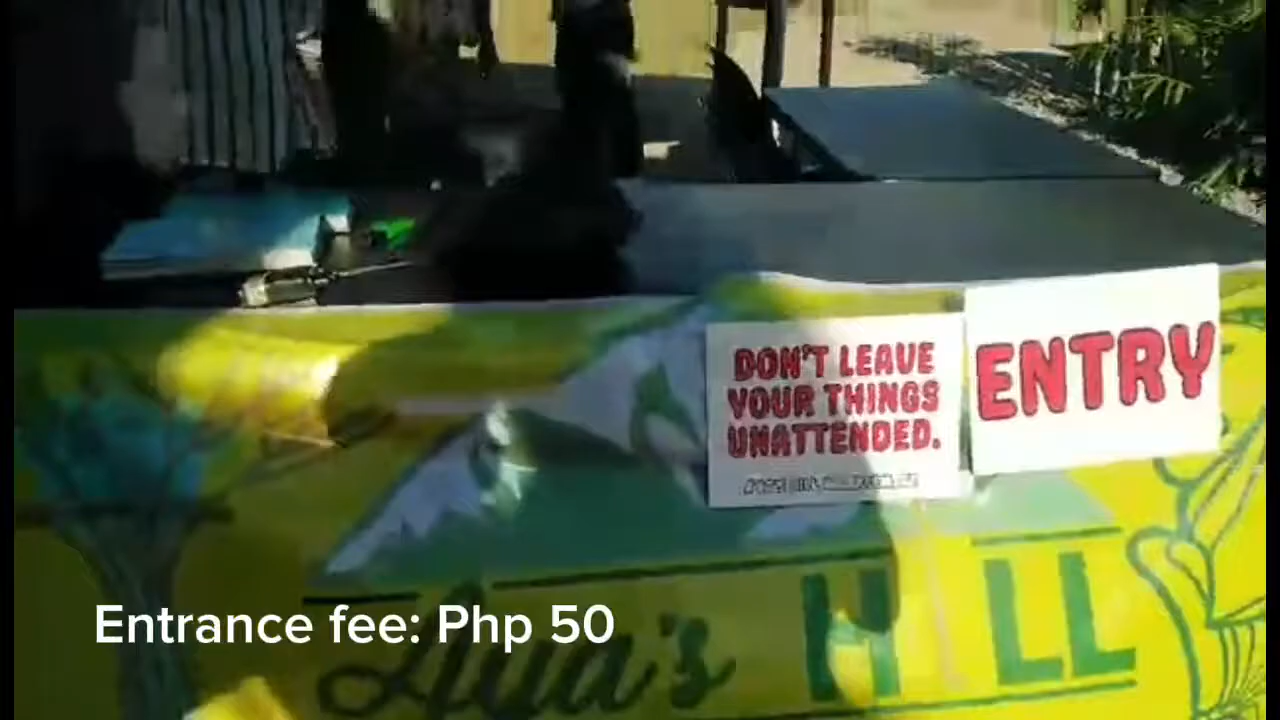 DON'T LEAVE
YOUR THINGS
UNATTENDED.
ENTRY
Entrance fee: Php 50
HILL